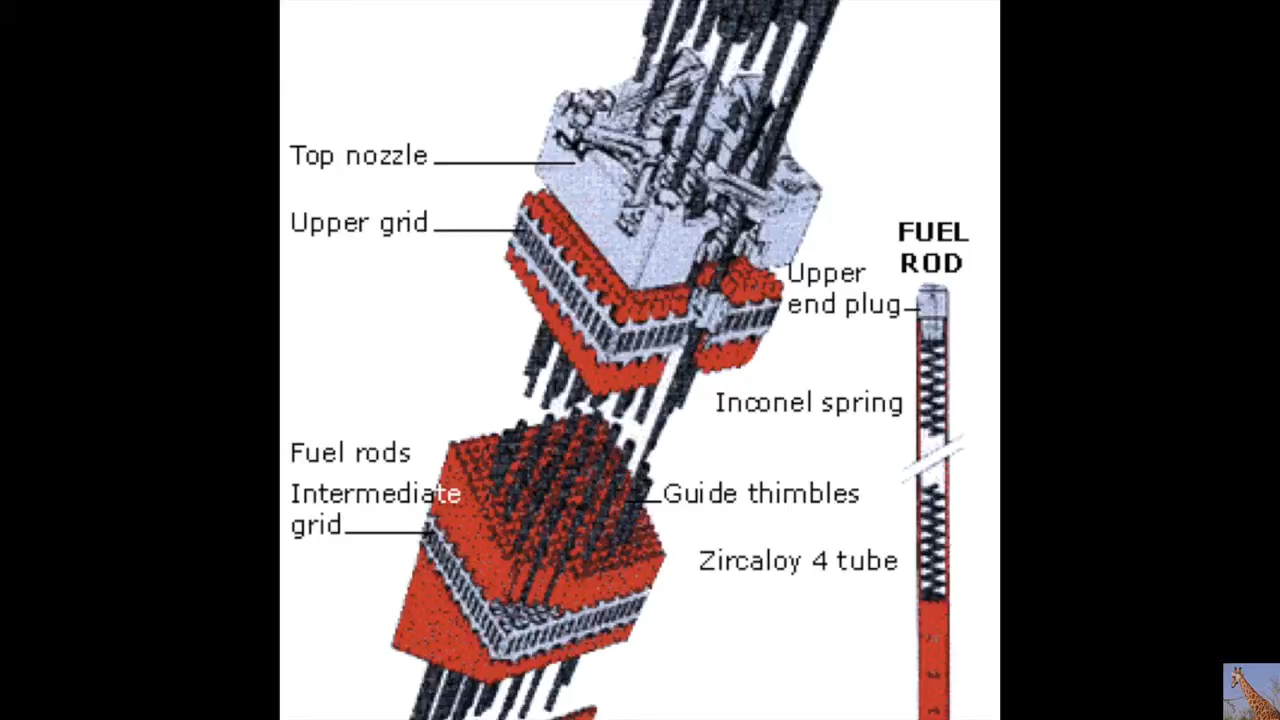 Top nozzle
Upper grid
FUEL
ROD
Upper
end plug
Inconel spring
Fuel rods
Intermediate
grid
Guide thimbles
Zircaloy 4 tube